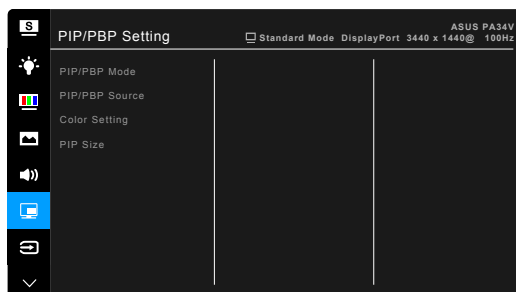 S
ASUS PA34V
PIP/PBP Setting
Standard Mode DisplayPort 3440 x 1440@ 100Hz
PIP/PBP Mode
PIP/PBP Source
Color Setting
PIP Size